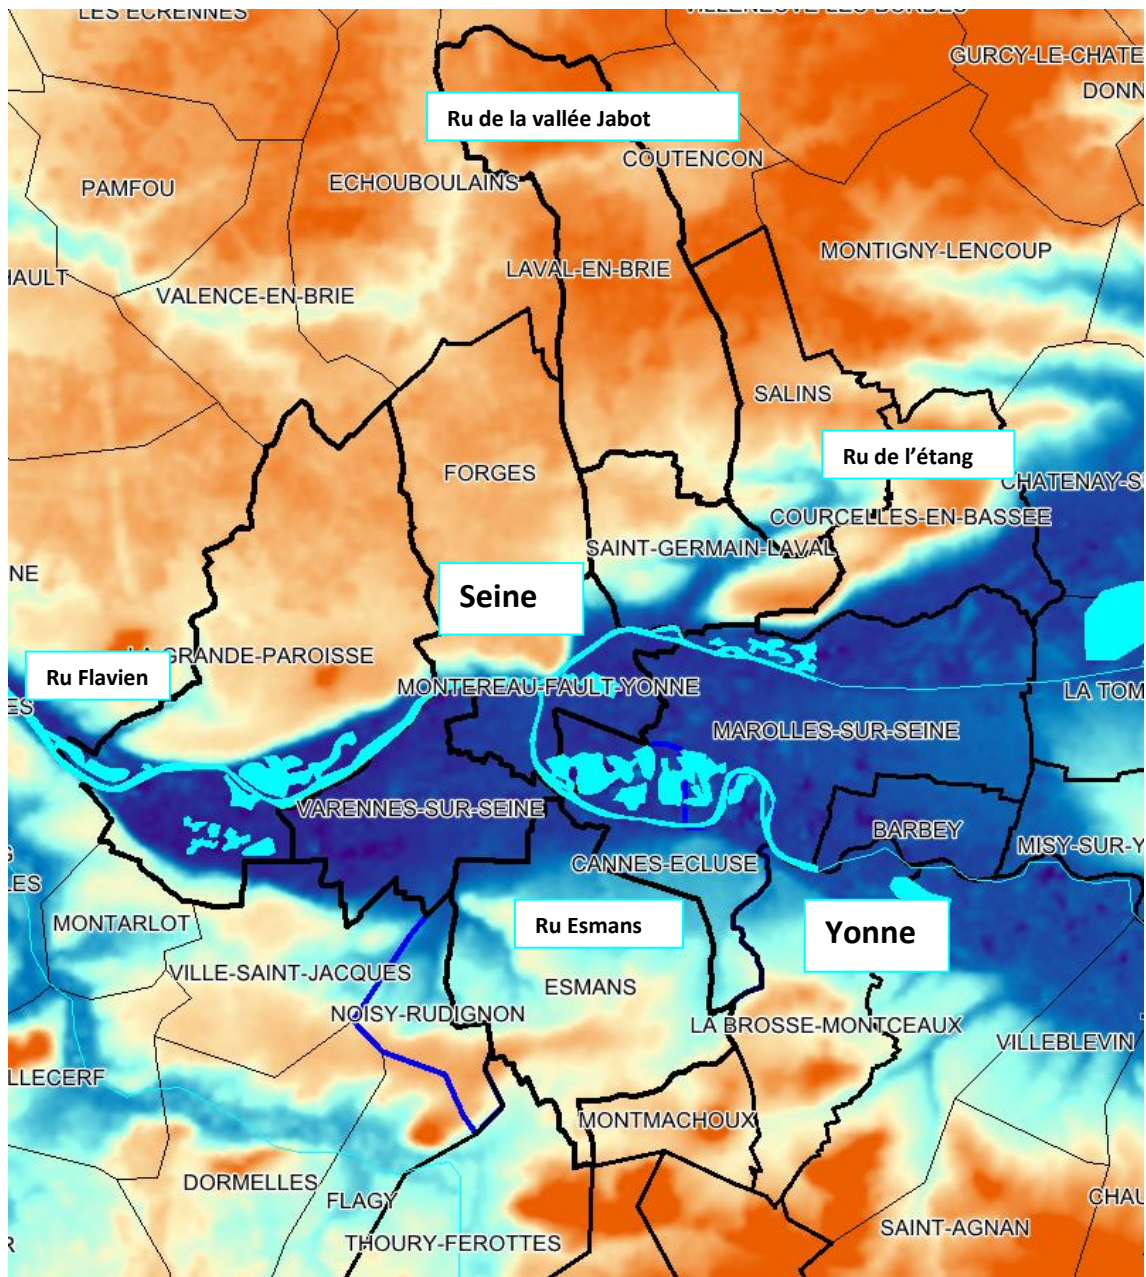 LES ECRENNES
VILLENEUVE-LES-BORDES
GURCY-LE-CHATE
DONN
Ru de la vallée Jabot
COUTENCON
PAMFOU
ECHOUBOULAINS
MONTIGNY-LENCOUP
HAULT
LAVAL-EN-BRIE
VALENCE-EN-BRIE
SALINS
FORGES
Ru de l’étang
CHATENAY-S
COURCELLES-EN-BASSEE
SAINT-GERMAIN-LAVAL
NE
Seine
LA GRANDE-PAROISSE
Ru Flavien
MONTEREAU-FAULT-YONNE
LA TOM
ES
MAROLLES-SUR-SEINE
VARENNES-SUR-SEINE
BARBEY
MISY-SUR-Y
CANNES-ECLUSE
LES
MONTARLOT
Ru Esmans
Yonne
VILLE-SAINT-JACQUES
ESMANS
NOISY-RUDIGNON
LA BROSSE-MONTCEAUX
VILLEBLEVIN
LLECERF
MONTMACHOUX
DORMELLES
FLAGY
CHAU
SAINT-AGNAN
THOURY-FEROTTES
R